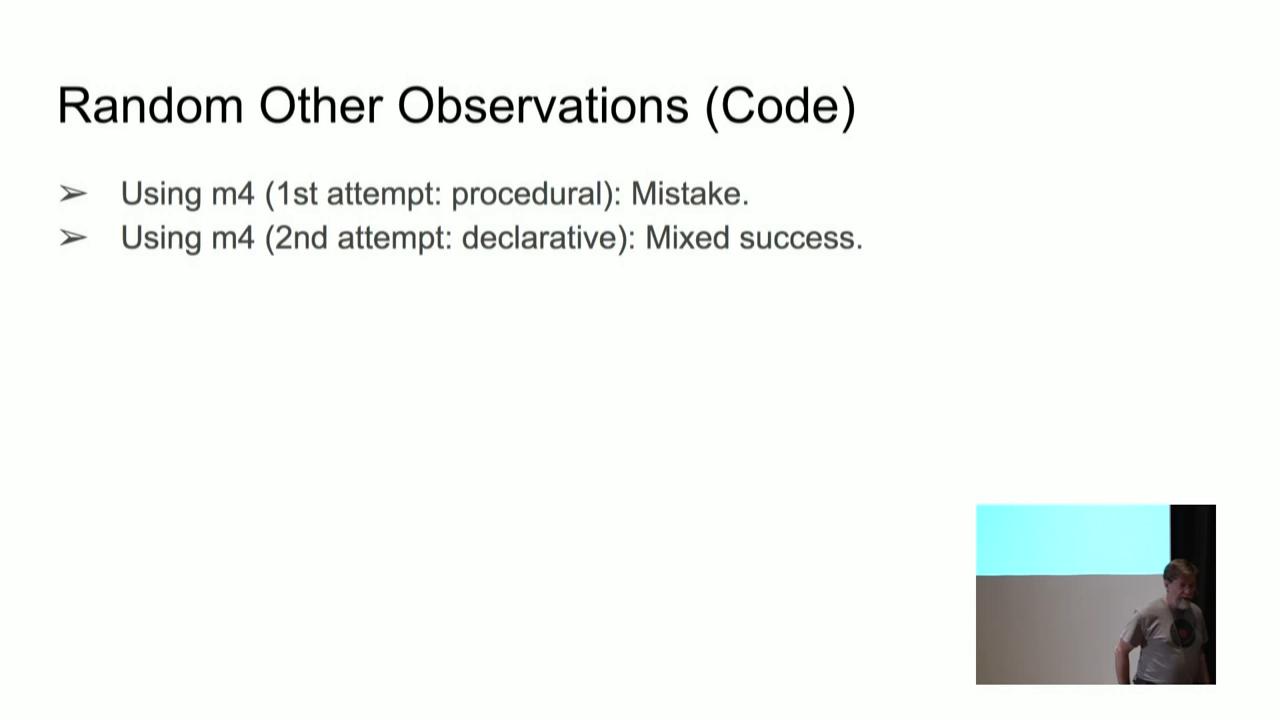 Random Other Observations (Code)
➢ Using m4 (1st attempt: procedural): Mistake.
➢ Using m4 (2nd attempt: declarative): Mixed success.